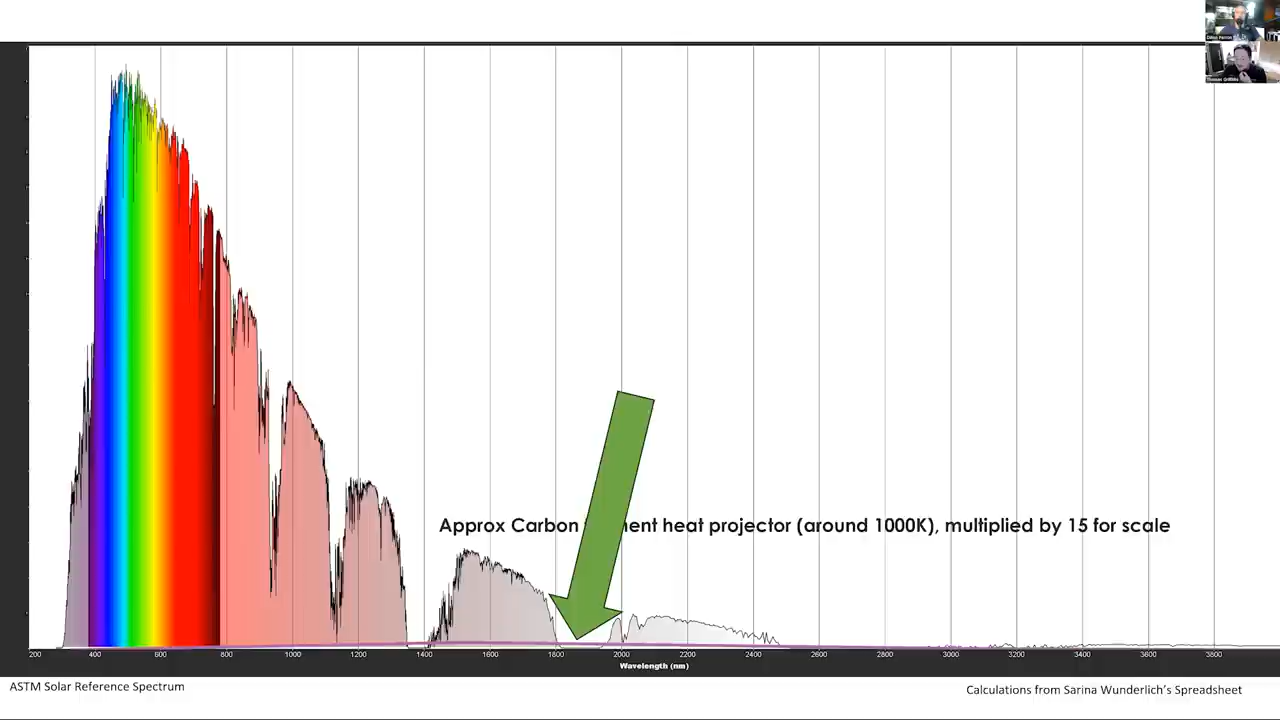 Approx Carbon ment heat projector (around 1000K), multiplied by 15 for scale
200 400 600 800 1000 1200 1400 1600 1800 2000 2200 2400 2600 2800 3000 3200 3400 3600 3800
Wavelength (nm)
ASTM Solar Reference Spectrum
Calculations from Sarina Wunderlich's Spreadsheet